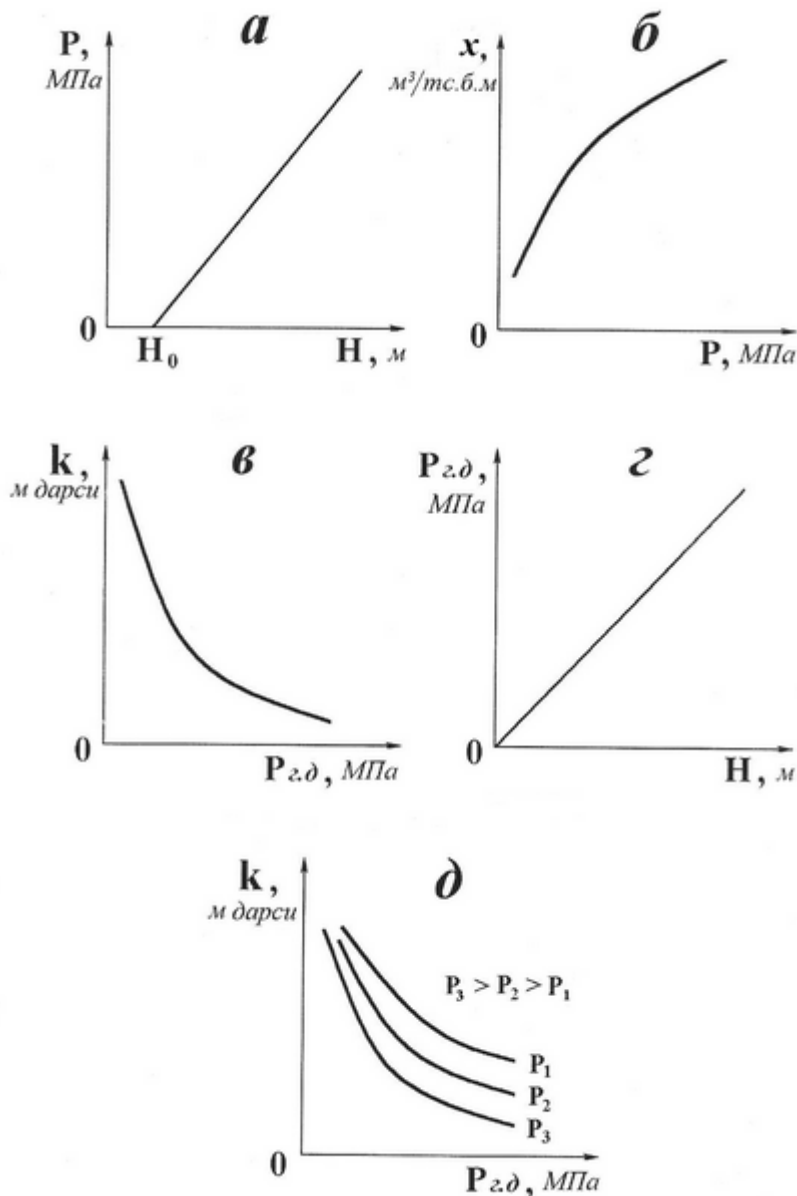 а
P,
МПа
0
H₀
H, м
б
x,
м³/тс.б.м
0
P, МПа
в
k,
м дарси
0
Pг.д, МПа
г
Pг.д,
МПа
0
H, м
д
k,
м дарси
P₃ > P₂ > P₁
P₁
P₂
P₃
0
Pг.д, МПа